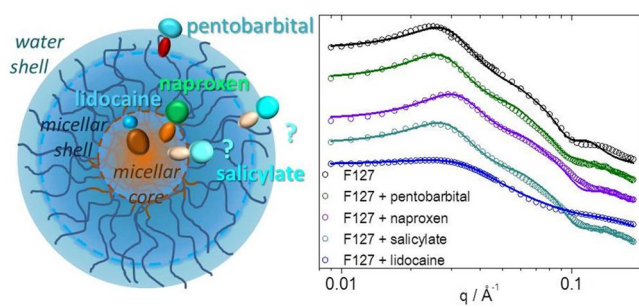 water
shell
pentobarbital
naproxen
lidocaine
micellar
shell
?
?
salicylate
micellar
core
F127
F127 + pentobarbital
F127 + naproxen
F127 + salicylate
F127 + lidocaine
0.01
0.1
q / Å⁻¹